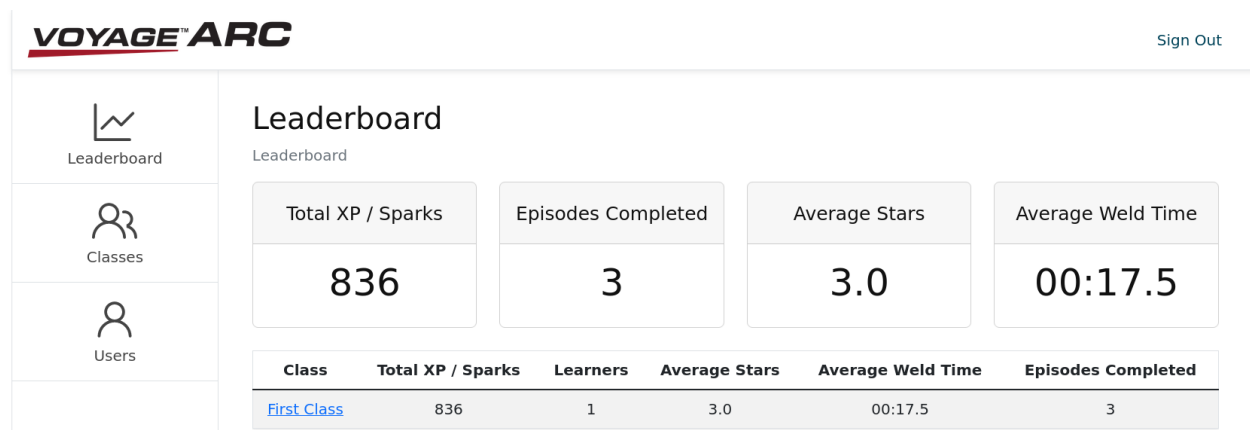 VOYAGE™ ARC
Sign Out
Leaderboard
Classes
Users
Leaderboard
Leaderboard
Total XP / Sparks
836
Episodes Completed
3
Average Stars
3.0
Average Weld Time
00:17.5
Class Total XP / Sparks Learners Average Stars Average Weld Time Episodes Completed
First Class 836 1 3.0 00:17.5 3